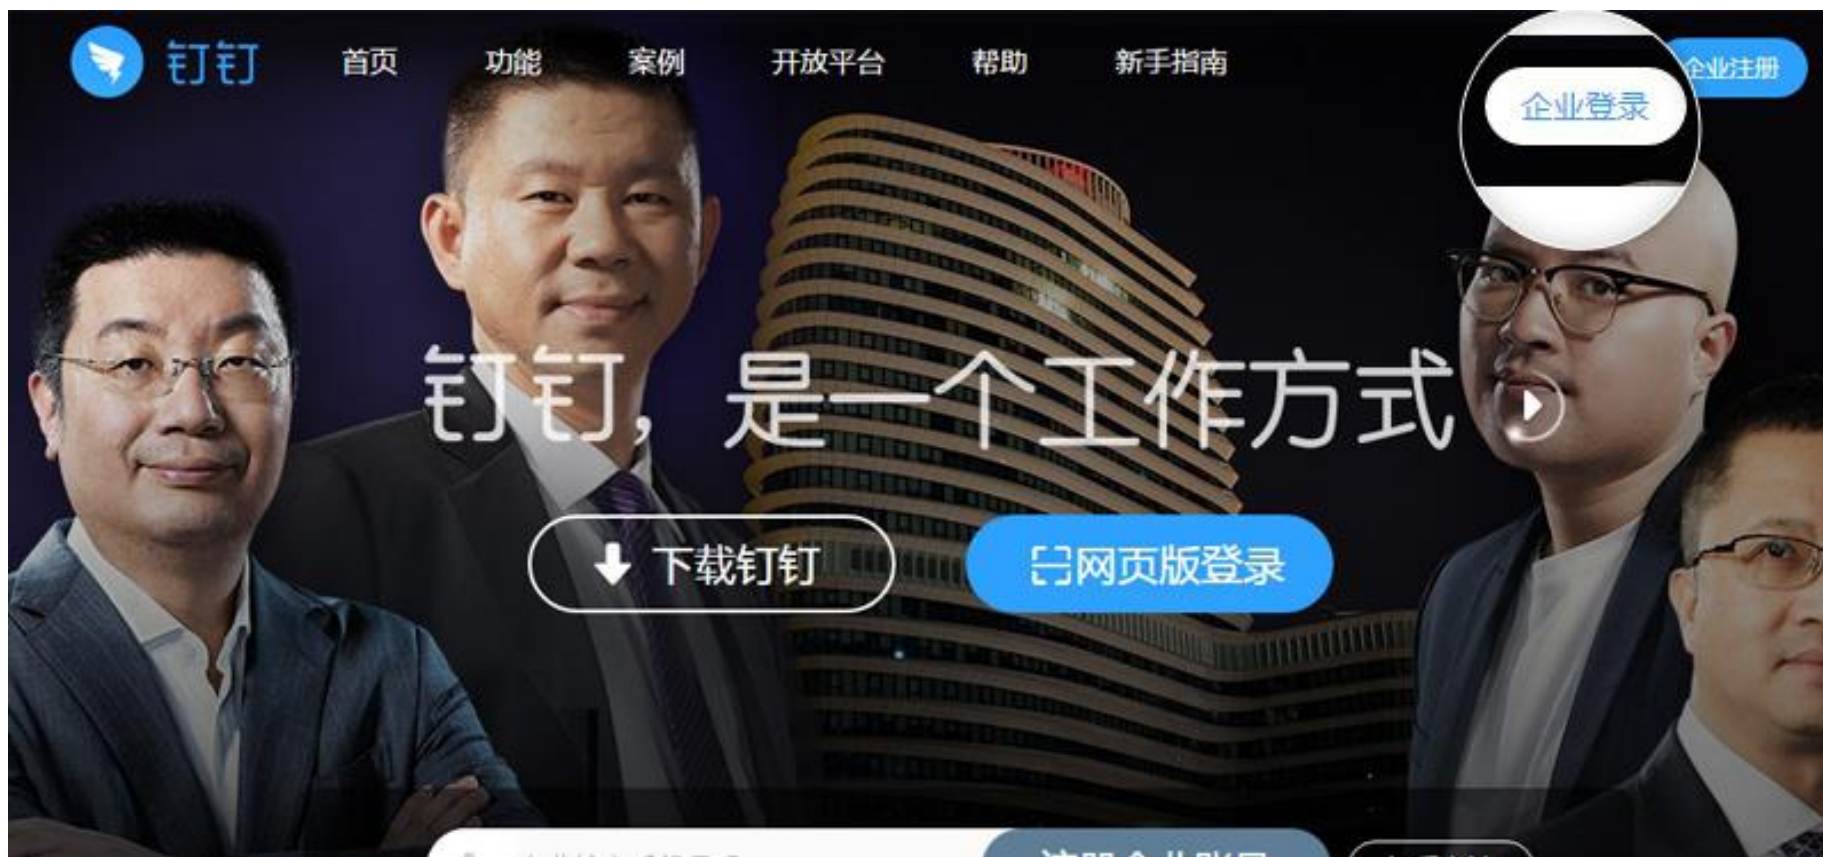 钉钉
首页
功能
案例
开放平台
帮助
新手指南
企业登录
企业注册
钉钉，是一个工作方式
下载钉钉
网页版登录